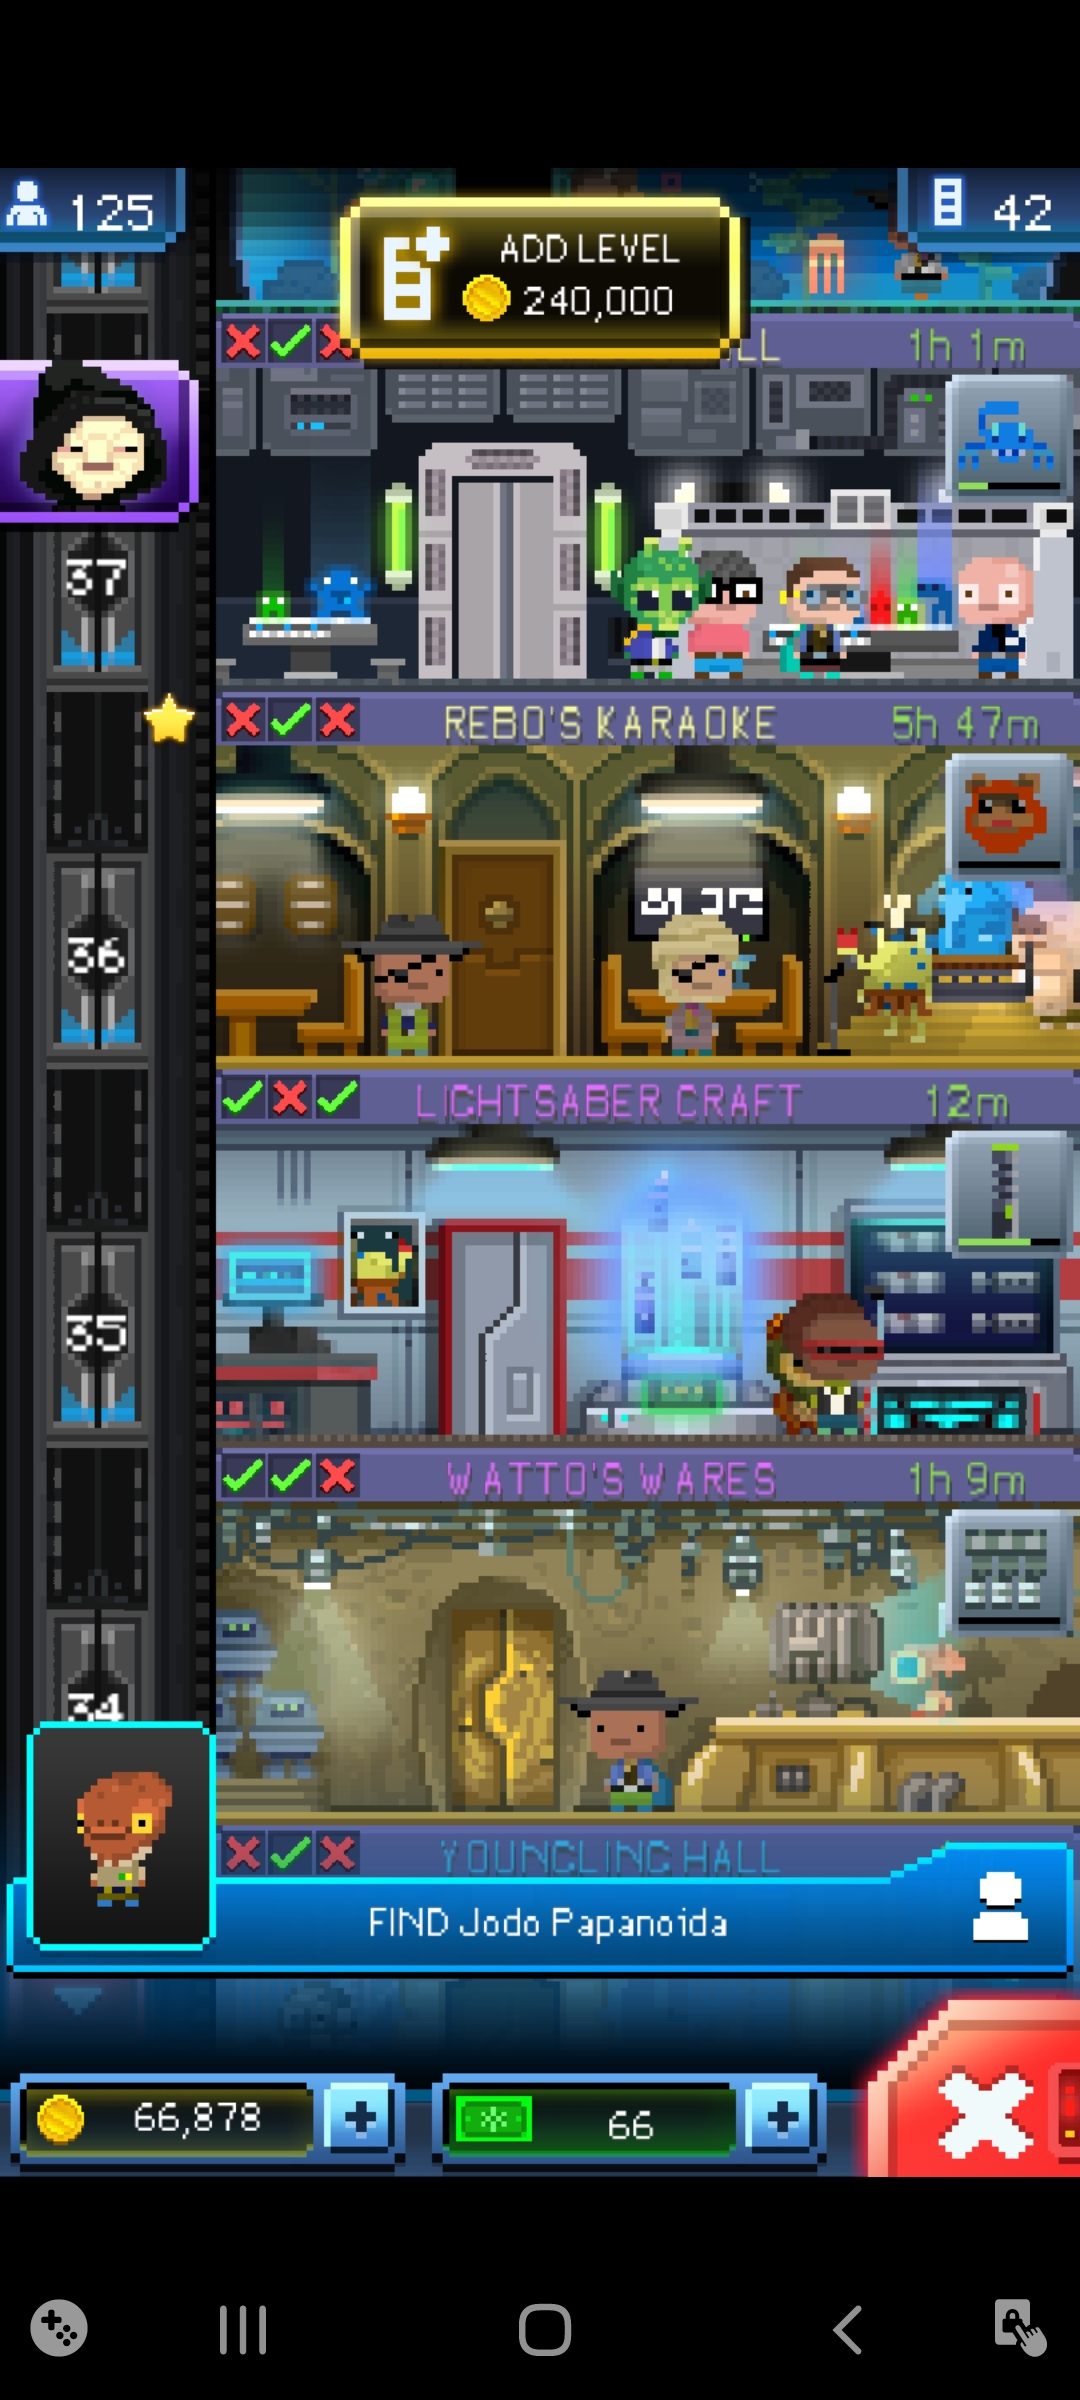 125
42
ADD LEVEL
240,000
LL
1h 1m
37
REBO'S KARAOKE
5h 47m
36
LIGHTSABER CRAFT
12m
35
WATTO'S WARES
1h 9m
34
YOUNGLING HALL
FIND Jodo Papanoida
66,878
66